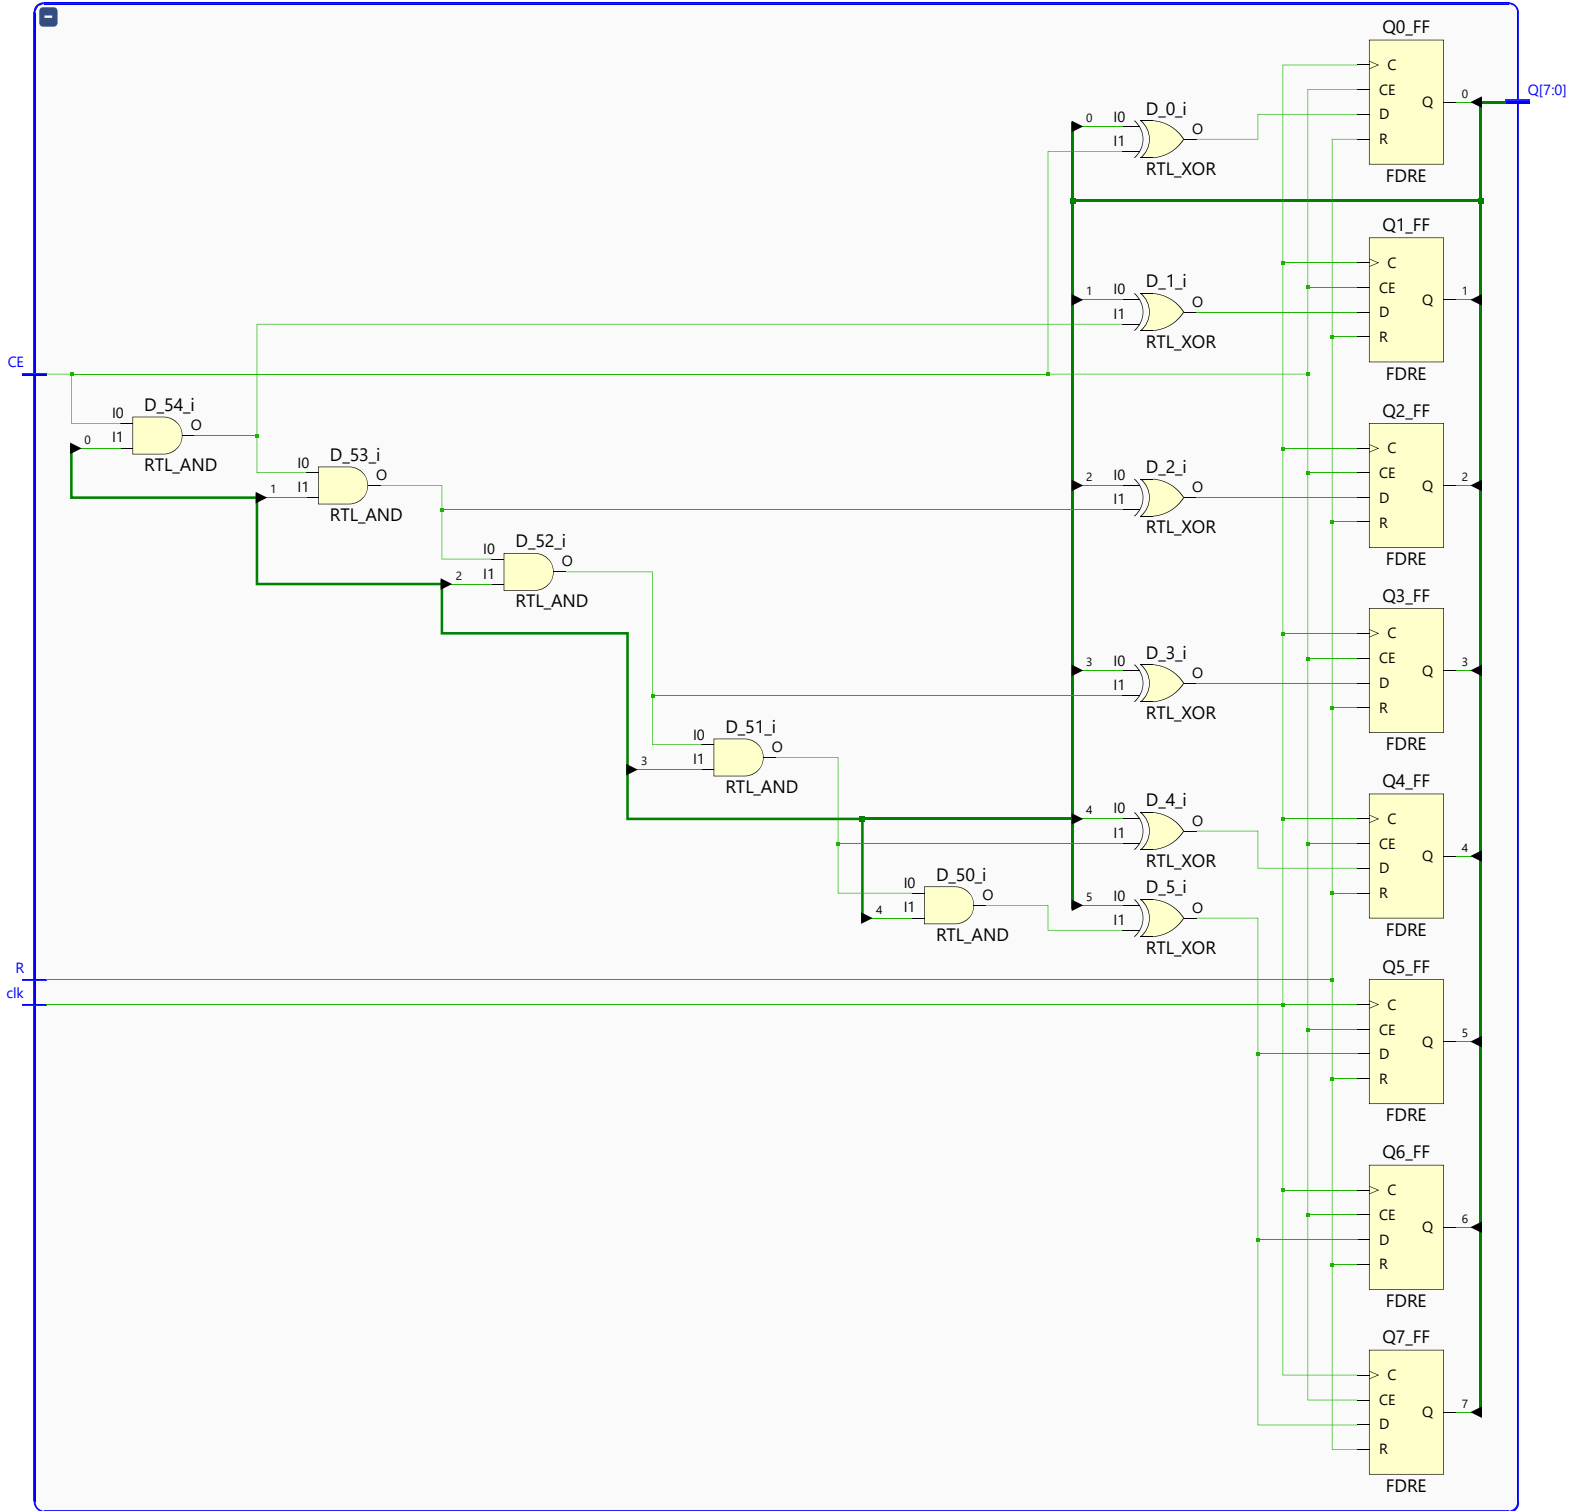 Q0_FF
C
CE
D
R
Q
0
FDRE
Q[7:0]
D_0_i
0
I0
I1
O
RTL_XOR
Q1_FF
C
CE
D
R
Q
1
FDRE
D_1_i
1
I0
I1
O
RTL_XOR
CE
D_54_i
I0
0
I1
O
RTL_AND
D_53_i
I0
1
I1
O
RTL_AND
Q2_FF
C
CE
D
R
Q
2
FDRE
D_2_i
2
I0
I1
O
RTL_XOR
D_52_i
I0
2
I1
O
RTL_AND
Q3_FF
C
CE
D
R
Q
3
FDRE
D_3_i
3
I0
I1
O
RTL_XOR
D_51_i
I0
3
I1
O
RTL_AND
Q4_FF
C
CE
D
R
Q
4
FDRE
D_4_i
4
I0
I1
O
RTL_XOR
D_50_i
I0
4
I1
O
RTL_AND
D_5_i
5
I0
I1
O
RTL_XOR
R
clk
Q5_FF
C
CE
D
R
Q
5
FDRE
Q6_FF
C
CE
D
R
Q
6
FDRE
Q7_FF
C
CE
D
R
Q
7
FDRE